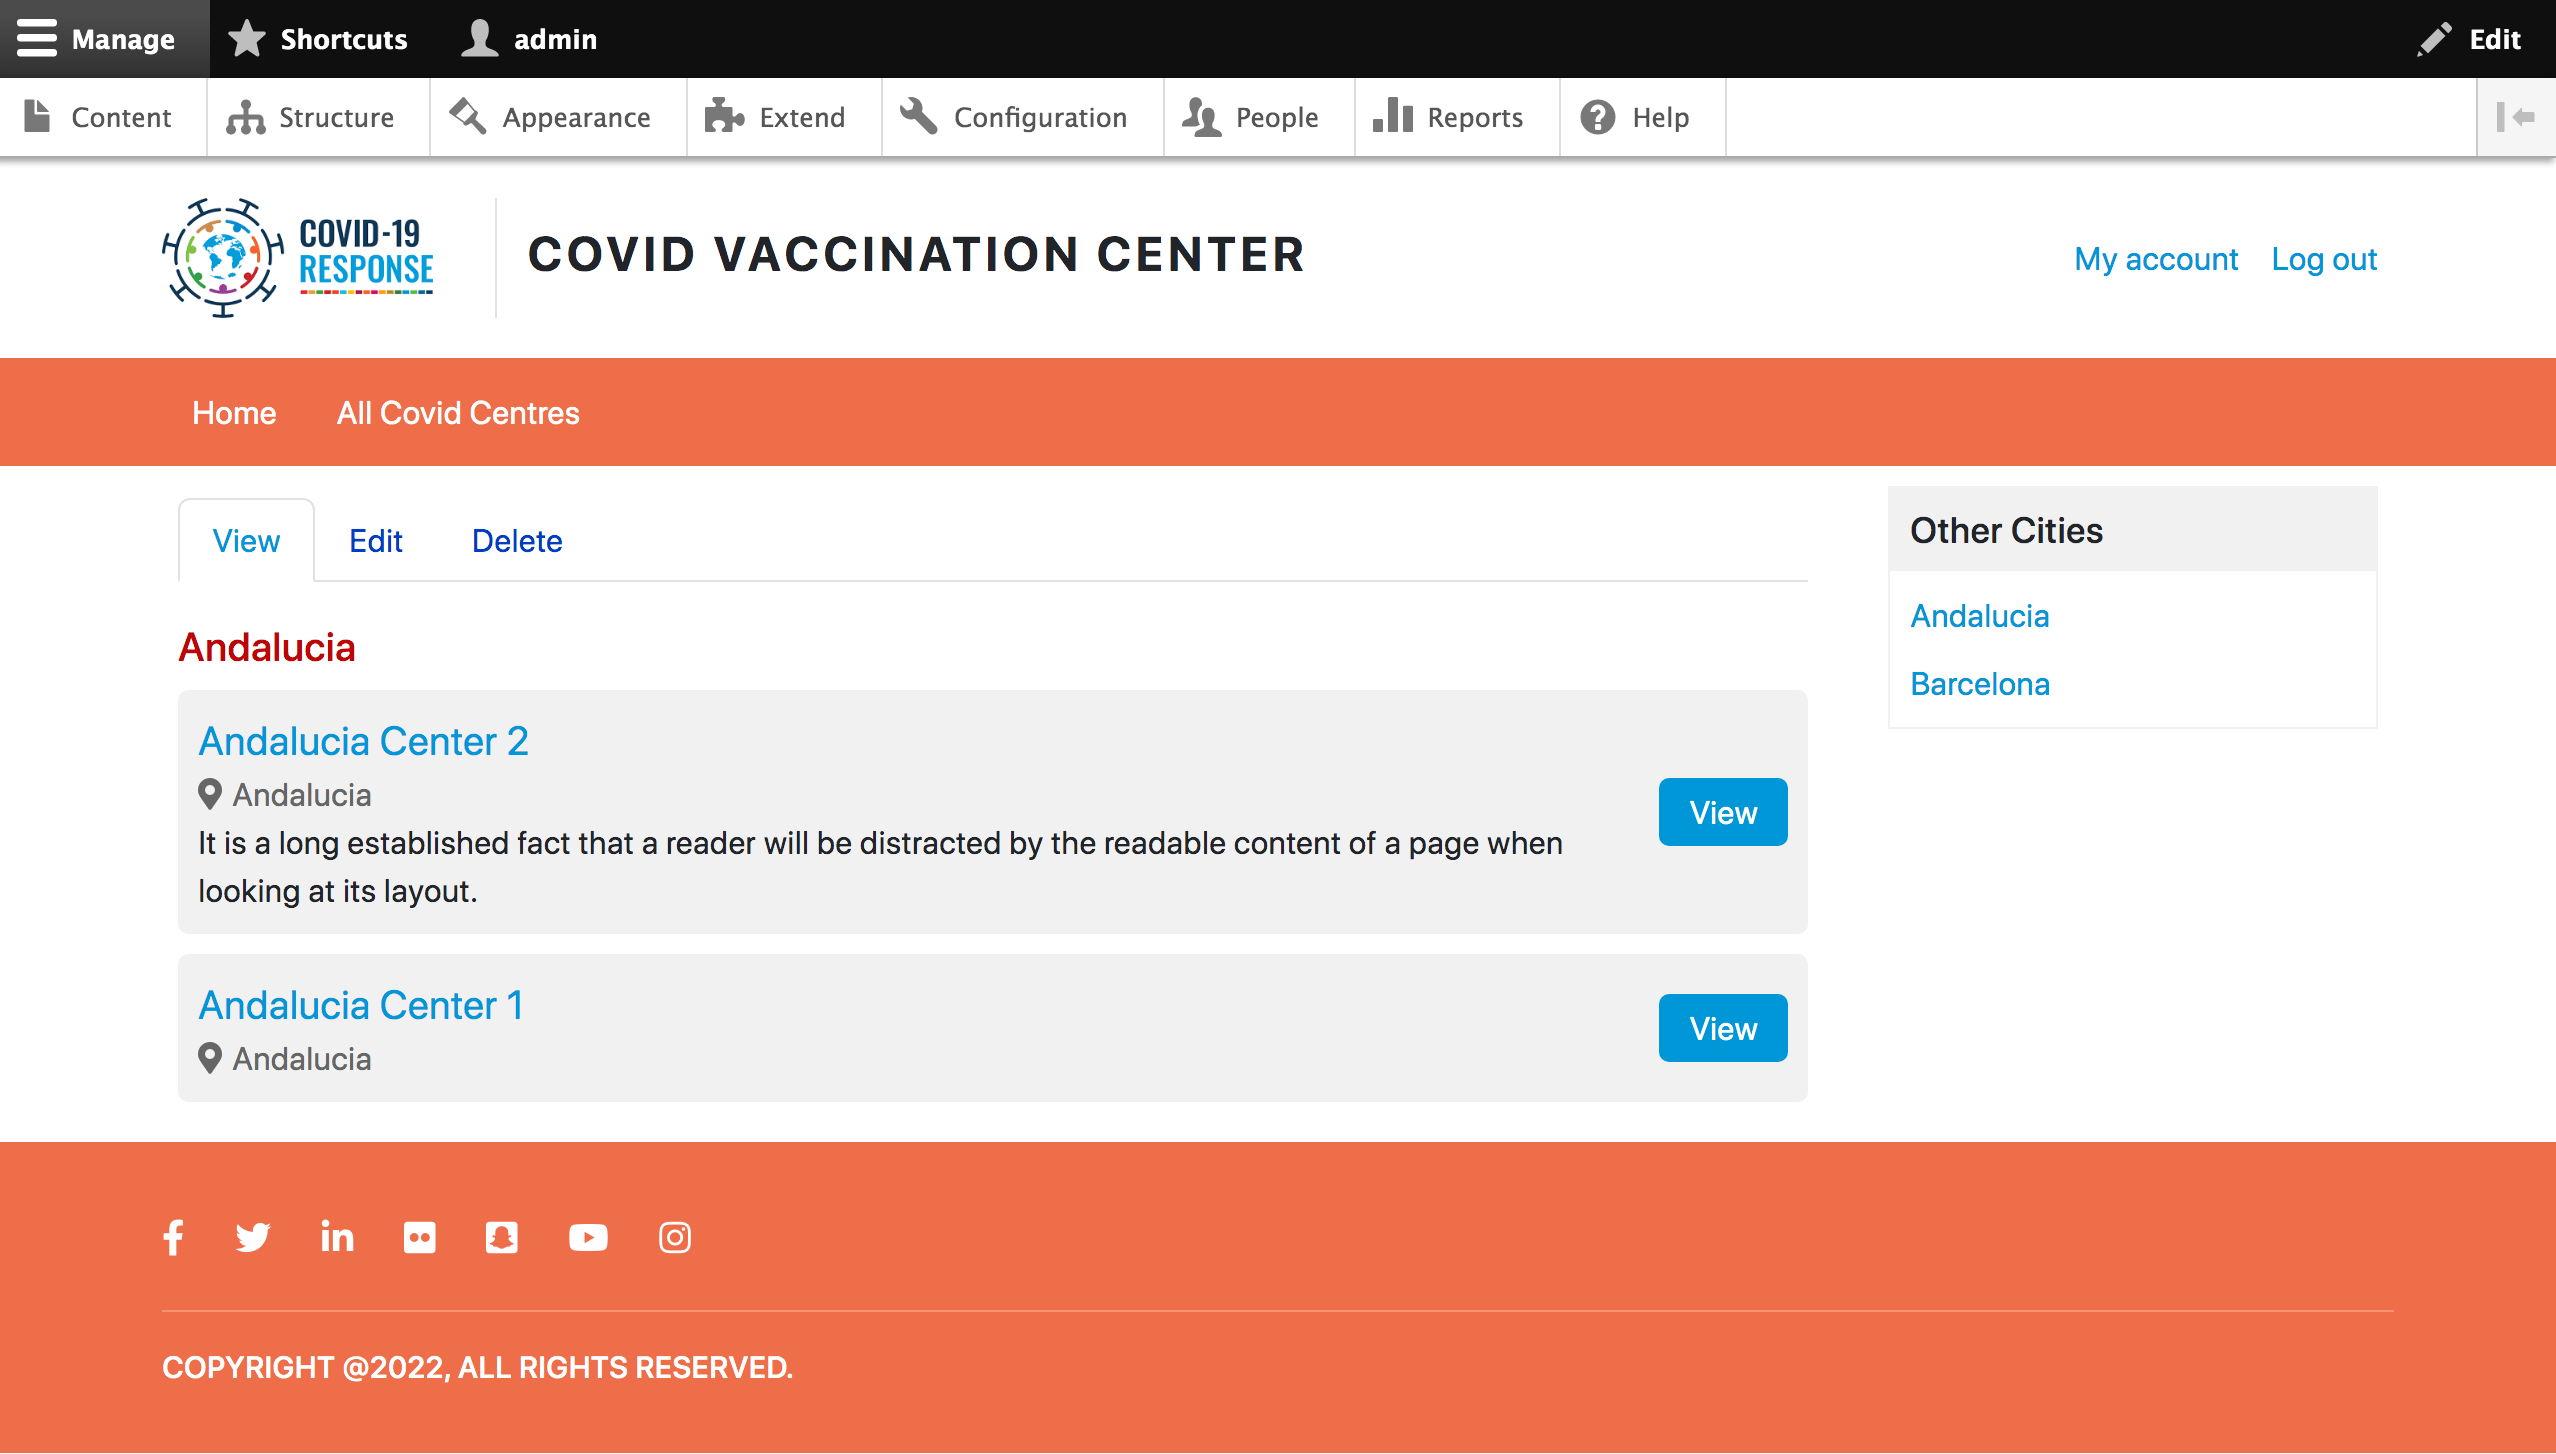 Manage Shortcuts admin Edit
Content Structure Appearance Extend Configuration People Reports Help
COVID-19
RESPONSE
COVID VACCINATION CENTER
My account Log out
Home All Covid Centres
View Edit Delete
Andalucia
Andalucia Center 2
Andalucia
It is a long established fact that a reader will be distracted by the readable content of a page when
looking at its layout.
View
Andalucia Center 1
Andalucia
View
Other Cities
Andalucia
Barcelona
COPYRIGHT @2022, ALL RIGHTS RESERVED.